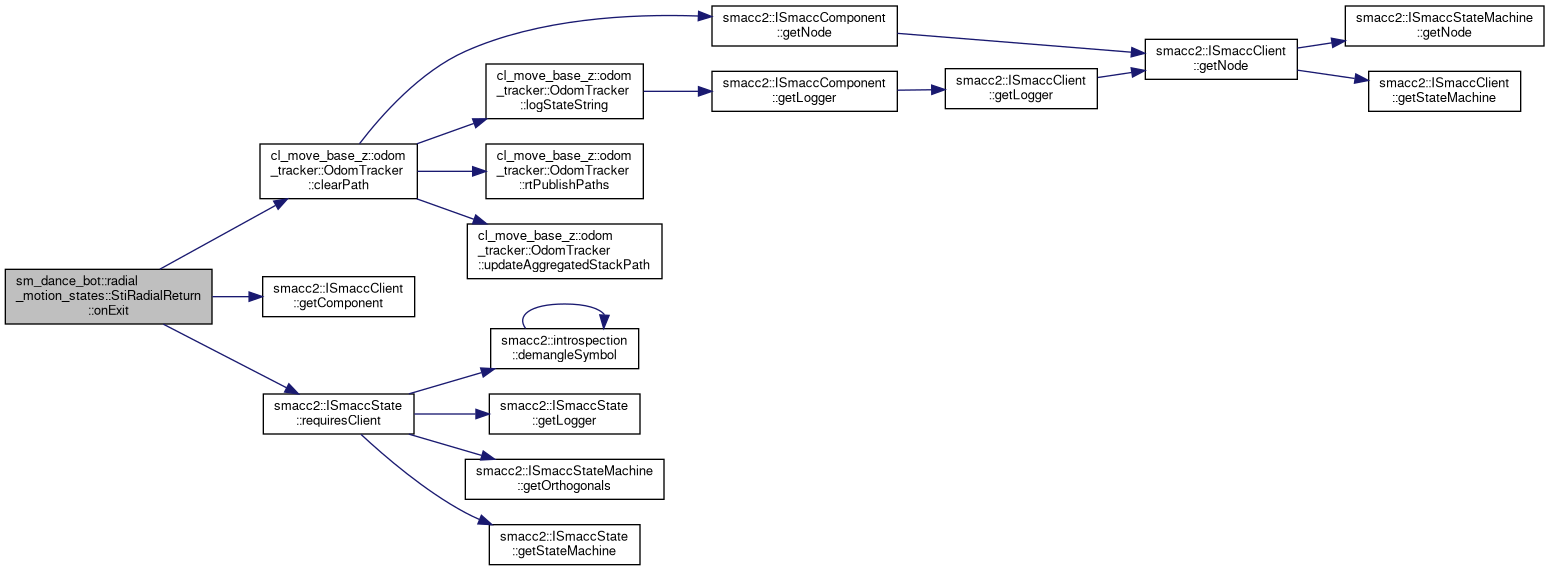 smacc2::ISmaccComponent
::getNode
smacc2::ISmaccStateMachine
::getNode
smacc2::ISmaccClient
::getNode
cl_move_base_z::odom
_tracker::OdomTracker
::logStateString
smacc2::ISmaccComponent
::getLogger
smacc2::ISmaccClient
::getLogger
smacc2::ISmaccClient
::getStateMachine
cl_move_base_z::odom
_tracker::OdomTracker
::clearPath
cl_move_base_z::odom
_tracker::OdomTracker
::rtPublishPaths
cl_move_base_z::odom
_tracker::OdomTracker
::updateAggregatedStackPath
sm_dance_bot::radial
_motion_states::StiRadialReturn
::onExit
smacc2::ISmaccClient
::getComponent
smacc2::introspection
::demangleSymbol
smacc2::ISmaccState
::requiresClient
smacc2::ISmaccState
::getLogger
smacc2::ISmaccStateMachine
::getOrthogonals
smacc2::ISmaccState
::getStateMachine